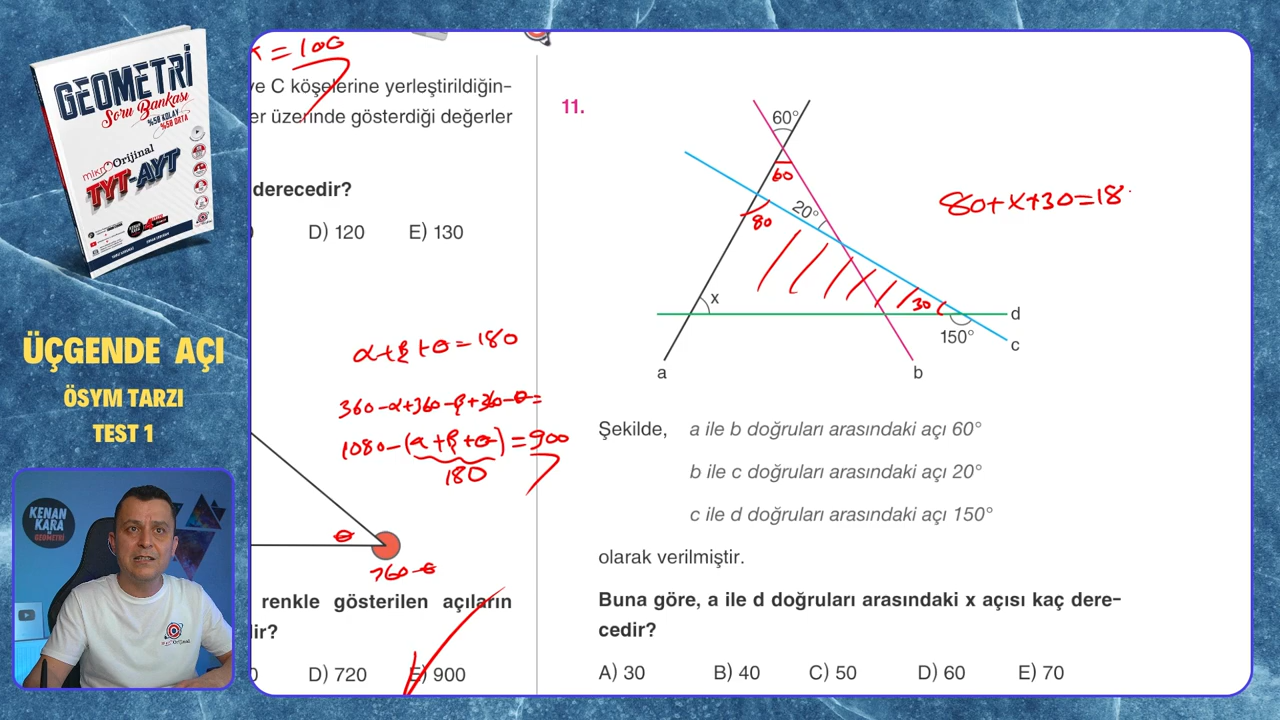 GEOMETRİ
Soru Bankası
%50 KOLAY
%50 ORTA
mikro Orijinal
TYT-AYT
ÜÇGENDE AÇI
ÖSYM TARZI
TEST 1
KENAN
KARA
GEOMETRİ
= 100
ve C köşelerine yerleştirildiğin-
er üzerinde gösterdiği değerler
derecedir?
D) 120 E) 130
α+β+θ=180
360-α+360-β+360-θ=
1080-(α+β+θ)=900
180
θ
360-θ
renkle gösterilen açıların
ir?
D) 720 E) 900
11.
60°
60
20°
80
80+x+30=18
x
30
d
150°
c
a
b
Şekilde, a ile b doğruları arasındaki açı 60°
b ile c doğruları arasındaki açı 20°
c ile d doğruları arasındaki açı 150°
olarak verilmiştir.
Buna göre, a ile d doğruları arasındaki x açısı kaç dere-
cedir?
A) 30 B) 40 C) 50 D) 60 E) 70